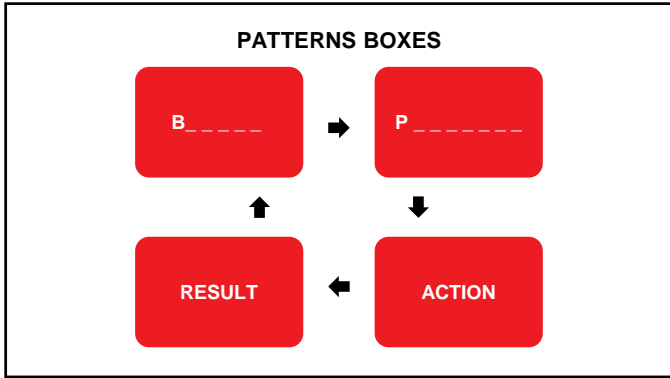 PATTERNS BOXES
B_ _ _ _ _
P _ _ _ _ _ _ _
RESULT
ACTION